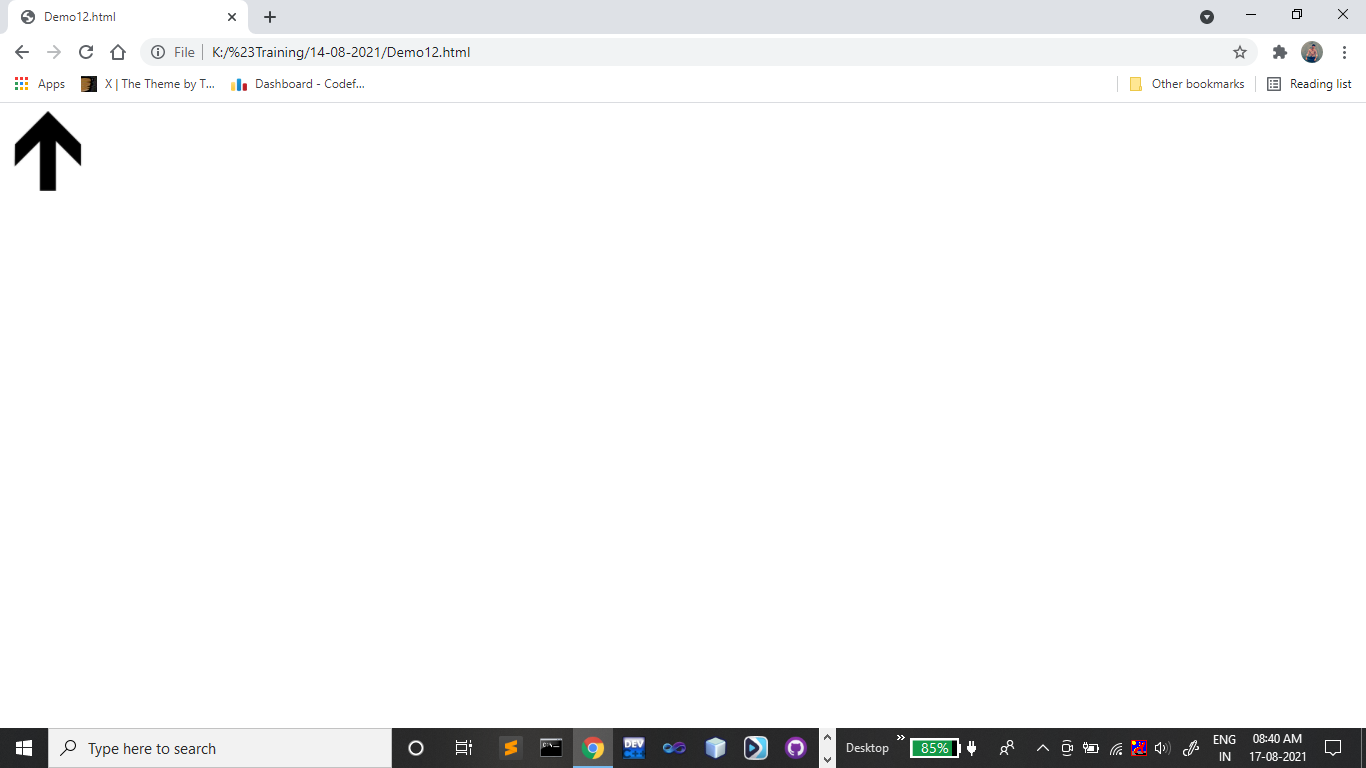 Demo12.html
File K:/%23Training/14-08-2021/Demo12.html
Apps X | The Theme by T... Dashboard - Codef... Other bookmarks Reading list
Type here to search DEV Desktop » 85% ENG 08:40 AM
IN 17-08-2021